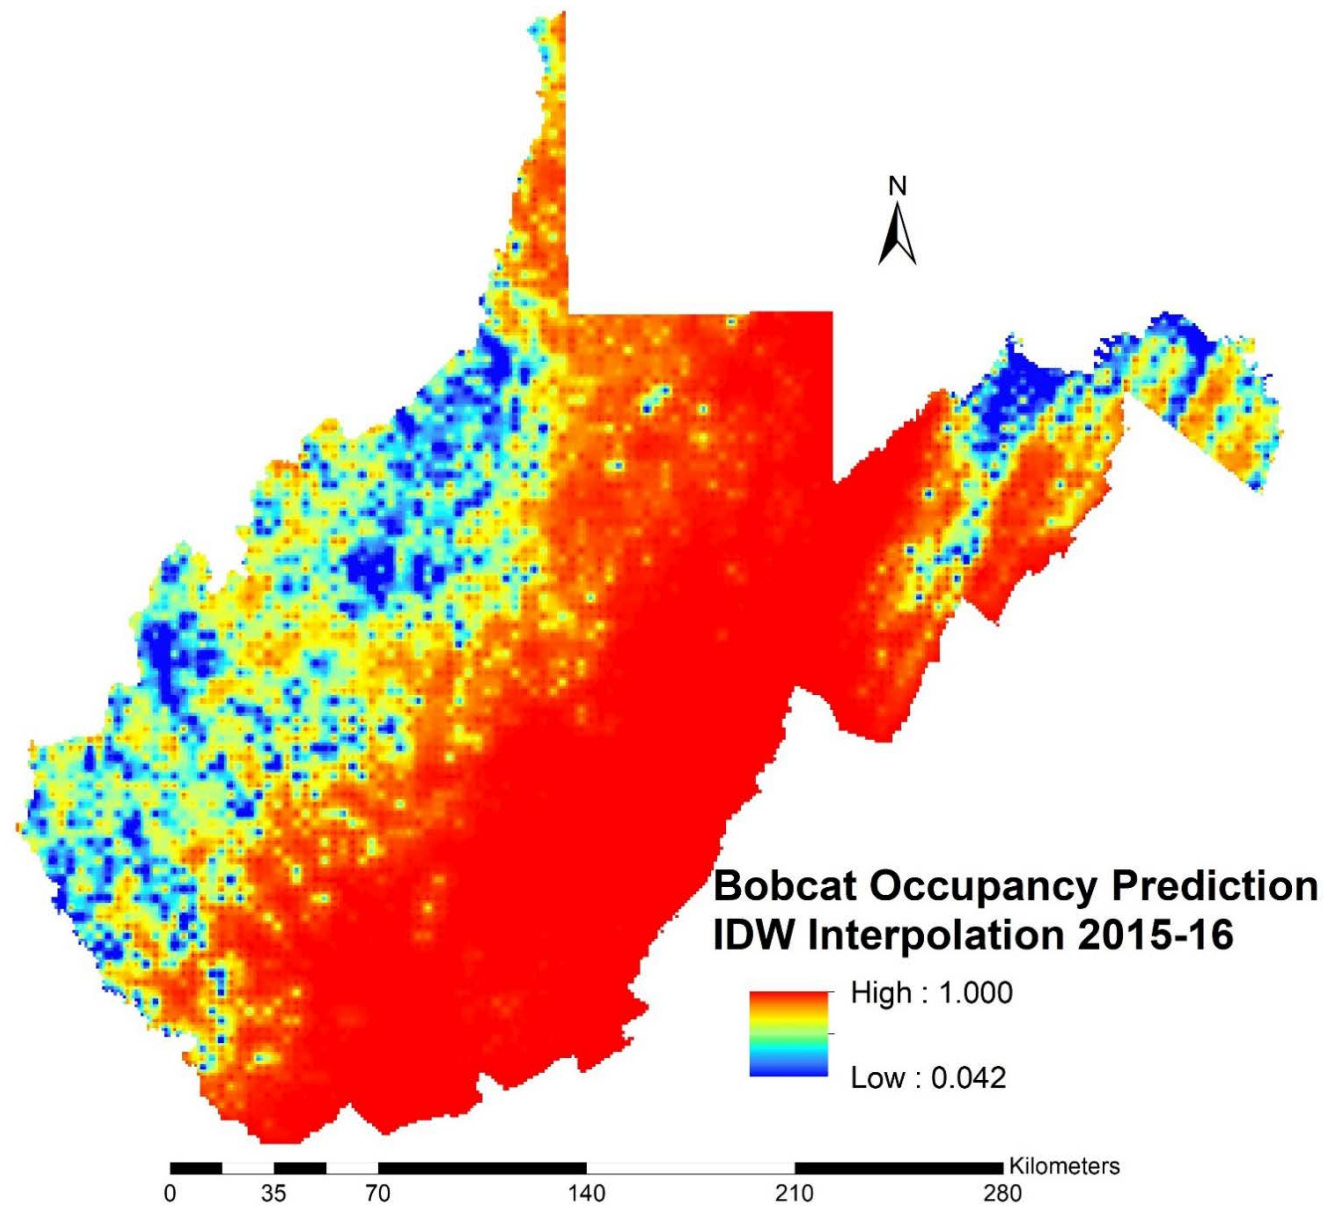 N
Bobcat Occupancy Prediction
IDW Interpolation 2015-16
High : 1.000
Low : 0.042
Kilometers
0 35 70 140 210 280